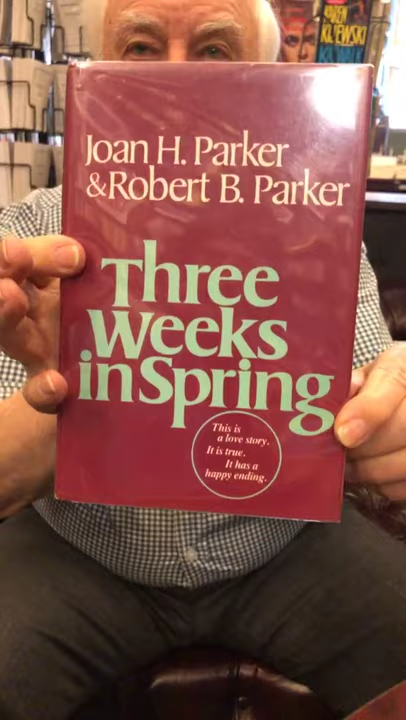 KIJEWSKI
Joan H. Parker
& Robert B. Parker
Three
Weeks
in Spring
This is
a love story.
It is true.
It has a
happy ending.